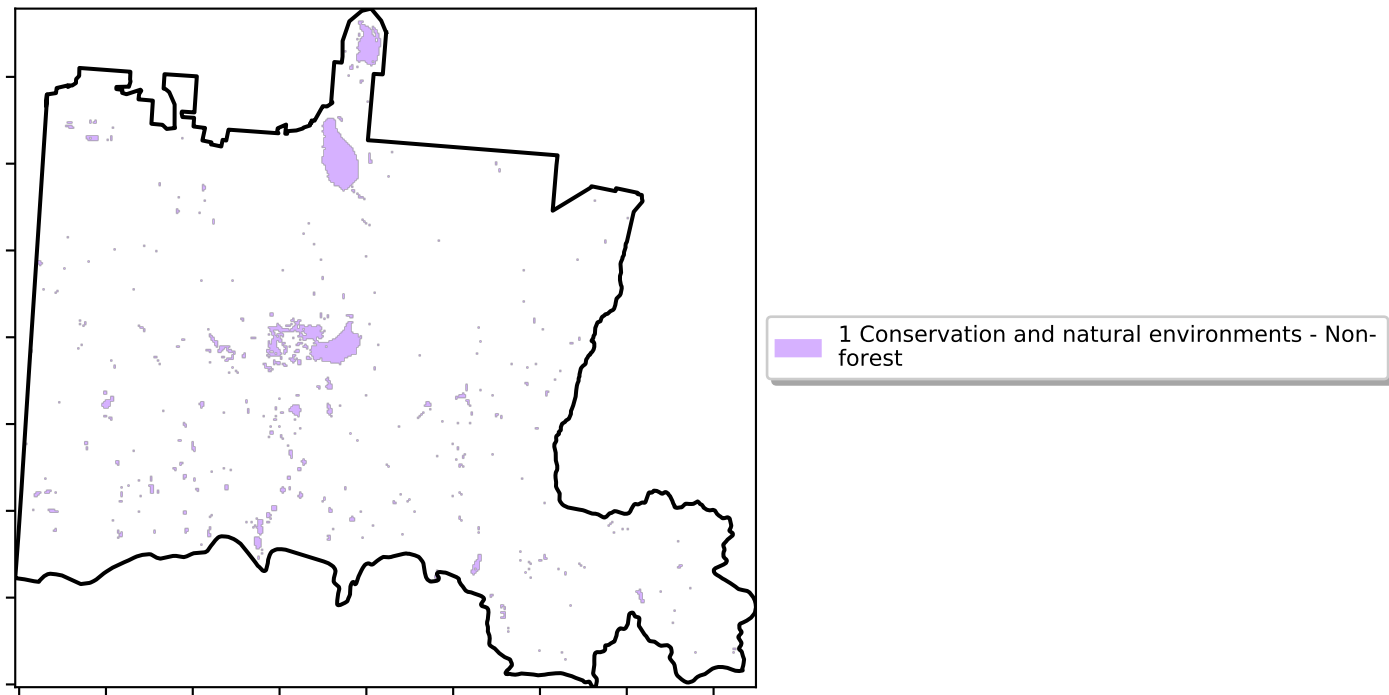 1 Conservation and natural environments - Non-
forest